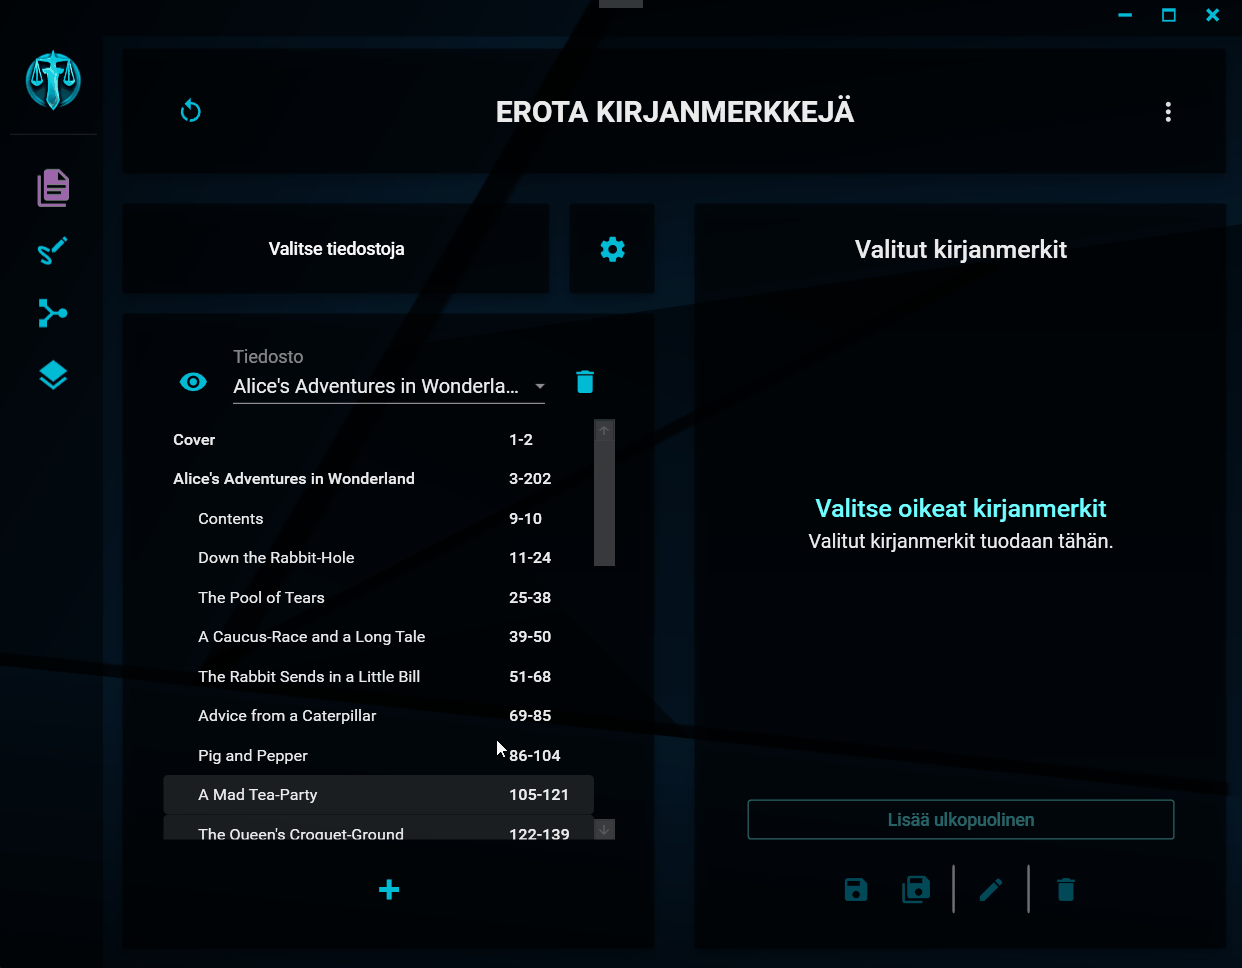 EROTA KIRJANMERKKEJÄ
Valitse tiedostoja
Tiedosto
Alice's Adventures in Wonderla...
Cover 1-2
Alice's Adventures in Wonderland 3-202
Contents 9-10
Down the Rabbit-Hole 11-24
The Pool of Tears 25-38
A Caucus-Race and a Long Tale 39-50
The Rabbit Sends in a Little Bill 51-68
Advice from a Caterpillar 69-85
Pig and Pepper 86-104
A Mad Tea-Party 105-121
The Queen's Croquet-Ground 122-139
Valitut kirjanmerkit
Valitse oikeat kirjanmerkit
Valitut kirjanmerkit tuodaan tähän.
Lisää ulkopuolinen